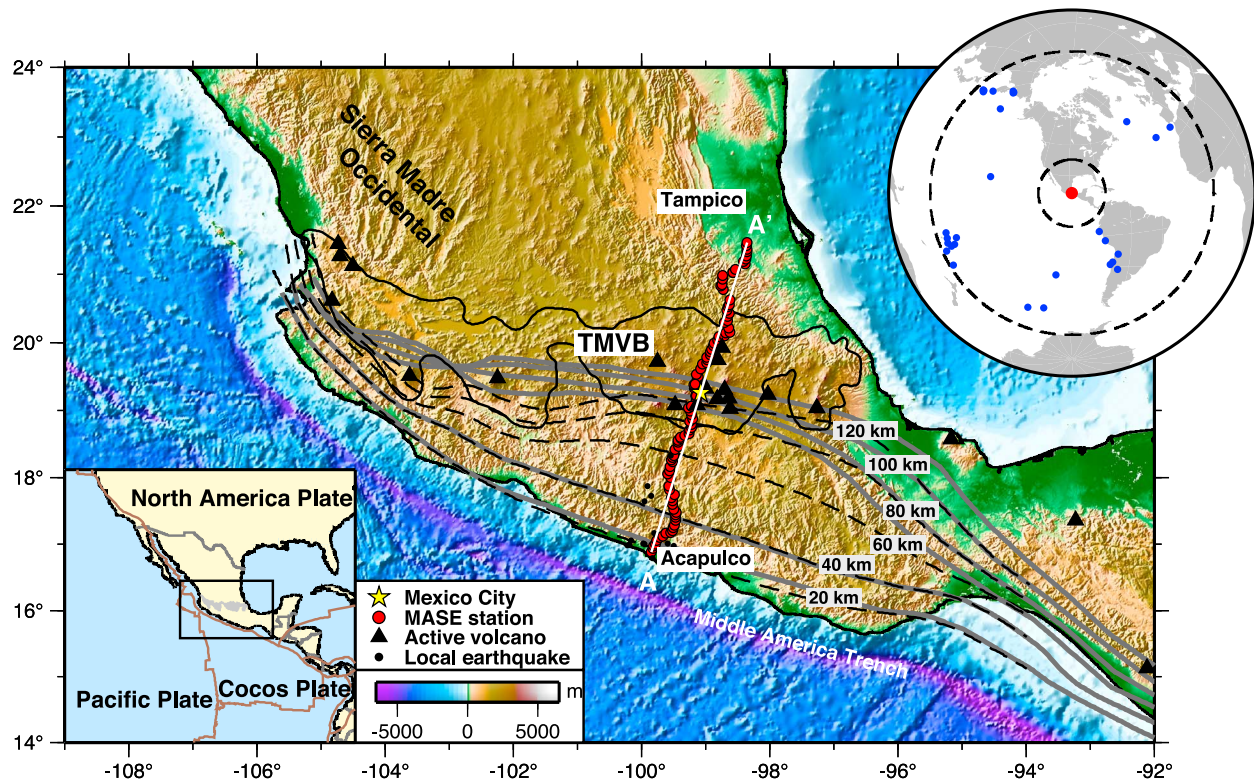 24°
22°
20°
18°
16°
14°
-108°
-106°
-104°
-102°
-100°
-98°
-96°
-94°
-92°
Sierra Madre
Occidental
Tampico
A'
TMVB
120 km
100 km
80 km
60 km
40 km
20 km
Acapulco
A
Middle America Trench
North America Plate
Pacific Plate
Cocos Plate
Mexico City
MASE station
Active volcano
Local earthquake
m
-5000
0
5000